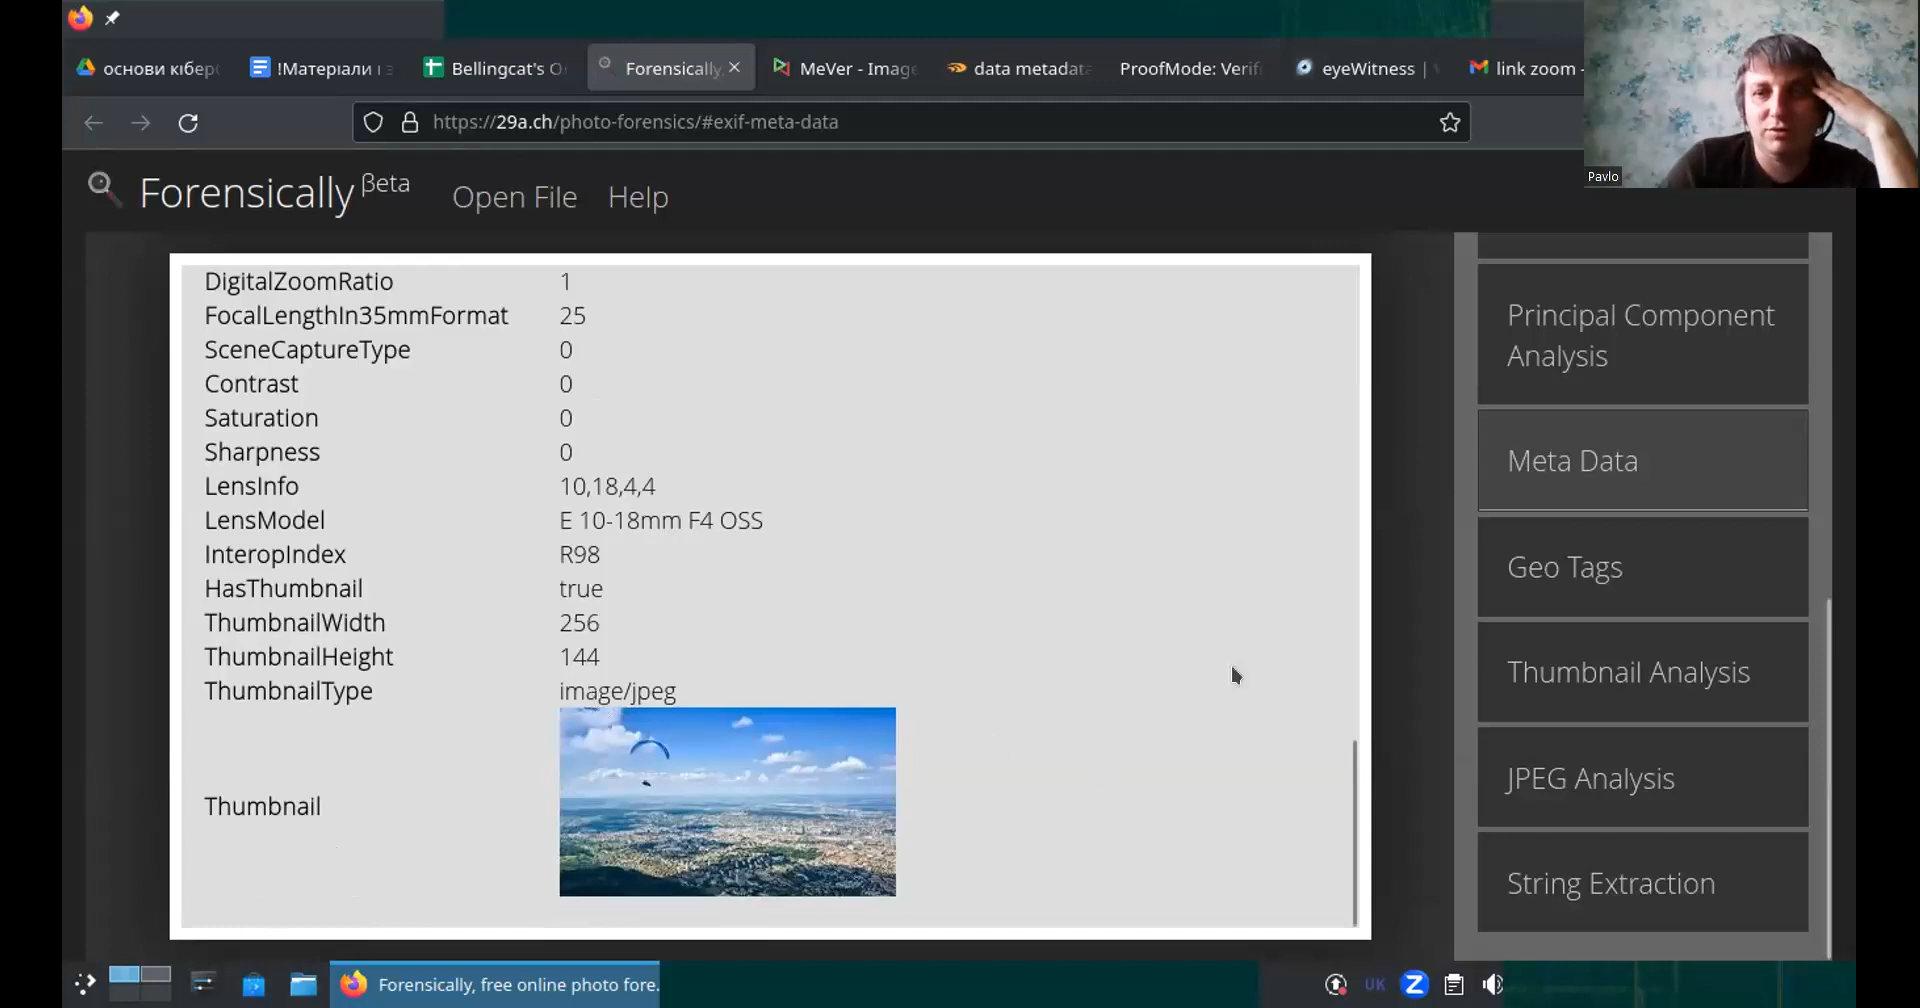 основи кібер
!Матеріали і з
Bellingcat's O
Forensically,
MeVer - Image
data metadata
ProofMode: Verif
eyeWitness |
link zoom -
https://29a.ch/photo-forensics/#exif-meta-data
Pavlo
Forensically βeta
Open File
Help
DigitalZoomRatio 1
FocalLengthIn35mmFormat 25
SceneCaptureType 0
Contrast 0
Saturation 0
Sharpness 0
LensInfo 10,18,4,4
LensModel E 10-18mm F4 OSS
InteropIndex R98
HasThumbnail true
ThumbnailWidth 256
ThumbnailHeight 144
ThumbnailType image/jpeg
Thumbnail
Principal Component
Analysis
Meta Data
Geo Tags
Thumbnail Analysis
JPEG Analysis
String Extraction
Forensically, free online photo fore.
UK
Z